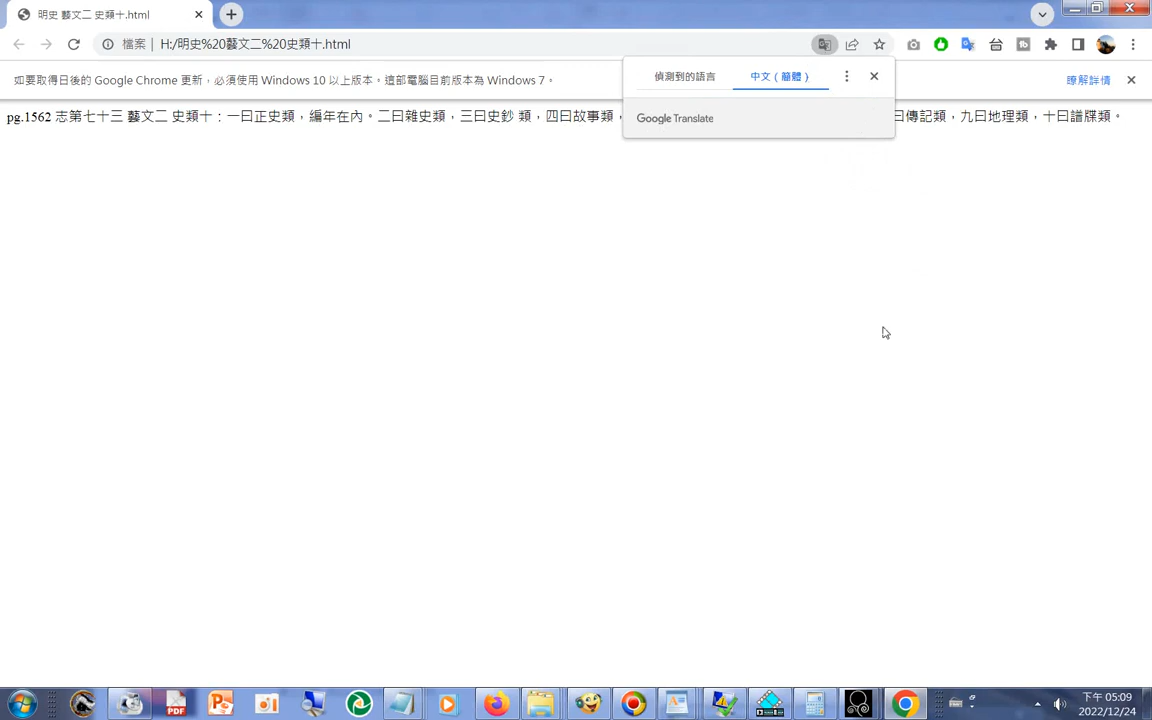 明史 藝文二 史類十.html
檔案 | H:/明史%20藝文二%20史類十.html
如要取得日後的 Google Chrome 更新，必須使用 Windows 10 以上版本。這部電腦目前版本為 Windows 7。
瞭解詳情
偵測到的語言 中文（簡體）
Google Translate
pg.1562 志第七十三 藝文二 史類十：一曰正史類，編年在內。二曰雜史類，三曰史鈔 類，四曰故事類，
曰傳記類，九曰地理類，十曰譜牒類。
下午 05:09
2022/12/24